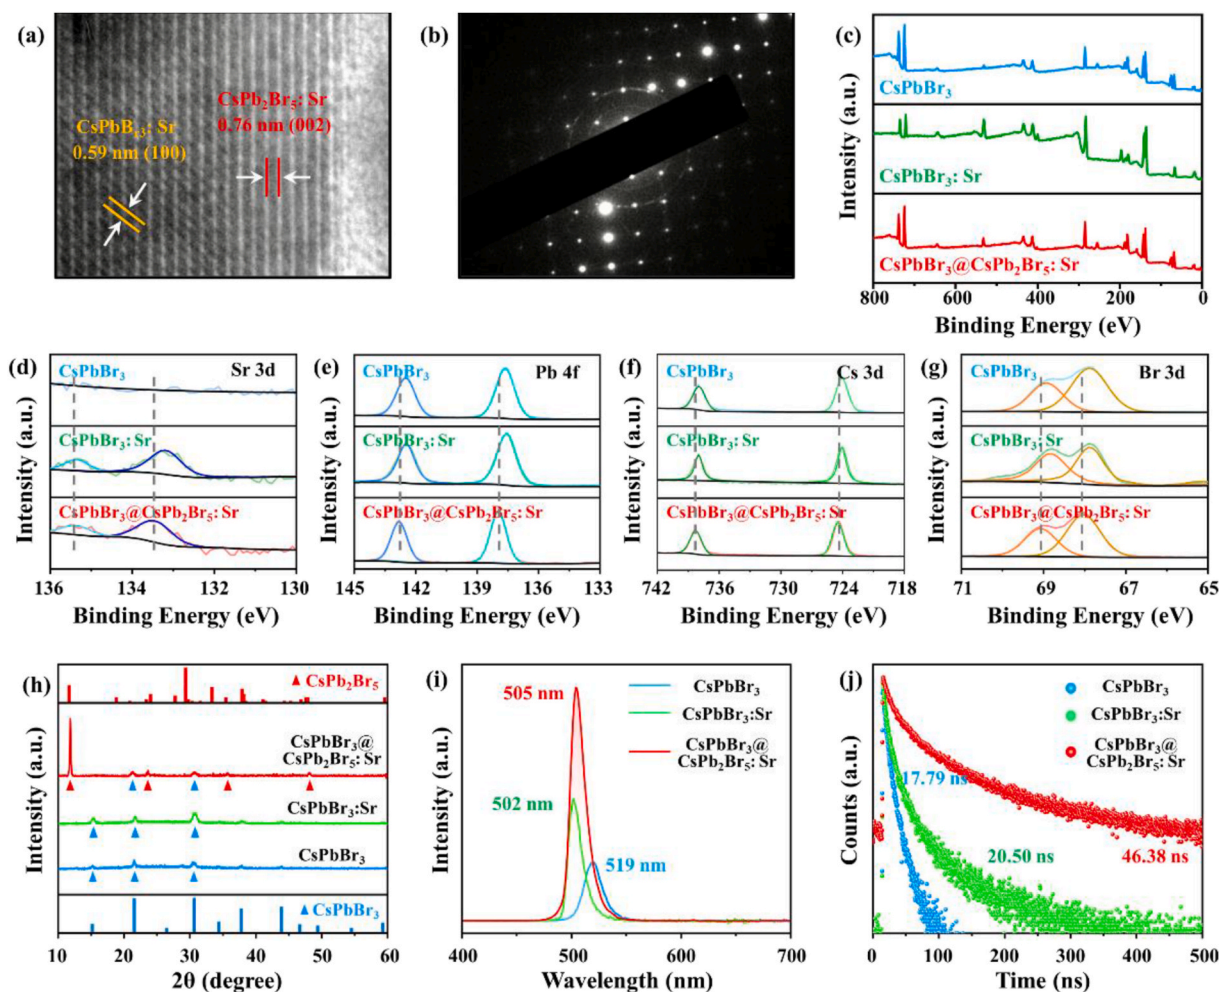 (a)
CsPb₂Br₅: Sr
0.76 nm (002)
CsPbBr₃: Sr
0.59 nm (100)
(b)
(c)
Intensity (a.u.)
CsPbBr₃
CsPbBr₃: Sr
CsPbBr₃@CsPb₂Br₅: Sr
800 600 400 200 0
Binding Energy (eV)
(d)
Intensity (a.u.)
CsPbBr₃ Sr 3d
CsPbBr₃: Sr
CsPbBr₃@CsPb₂Br₅: Sr
136 134 132 130
Binding Energy (eV)
(e)
Intensity (a.u.)
CsPbBr₃ Pb 4f
CsPbBr₃: Sr
CsPbBr₃@CsPb₂Br₅: Sr
145 142 139 136 133
Binding Energy (eV)
(f)
Intensity (a.u.)
CsPbBr₃ Cs 3d
CsPbBr₃: Sr
CsPbBr₃@CsPb₂Br₅: Sr
742 736 730 724 718
Binding Energy (eV)
(g)
Intensity (a.u.)
CsPbBr₃ Br 3d
CsPbBr₃: Sr
CsPbBr₃@CsPb₂Br₅: Sr
71 69 67 65
Binding Energy (eV)
(h)
Intensity (a.u.)
CsPb₂Br₅
CsPbBr₃@
CsPb₂Br₅: Sr
CsPbBr₃:Sr
CsPbBr₃
CsPbBr₃
10 20 30 40 50 60
2θ (degree)
(i)
Intensity (a.u.)
505 nm
502 nm
519 nm
CsPbBr₃
CsPbBr₃:Sr
CsPbBr₃@
CsPb₂Br₅: Sr
400 500 600 700
Wavelength (nm)
(j)
Counts (a.u.)
CsPbBr₃
CsPbBr₃:Sr
CsPbBr₃@
CsPb₂Br₅: Sr
17.79 ns
20.50 ns
46.38 ns
0 100 200 300 400 500
Time (ns)